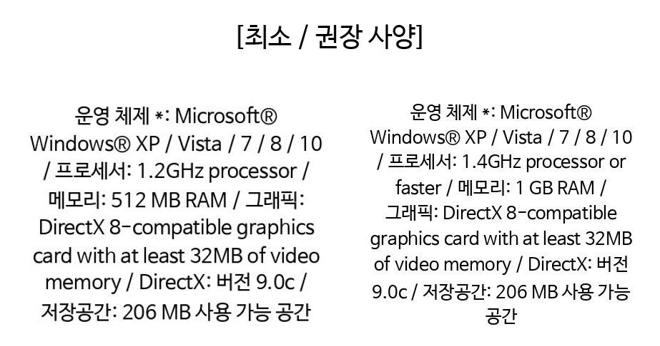 [최소 / 권장 사양]
운영 체제 *: Microsoft®
Windows® XP / Vista / 7 / 8 / 10
/ 프로세서: 1.2GHz processor /
메모리: 512 MB RAM / 그래픽:
DirectX 8-compatible graphics
card with at least 32MB of video
memory / DirectX: 버전 9.0c /
저장공간: 206 MB 사용 가능 공간
운영 체제 *: Microsoft®
Windows® XP / Vista / 7 / 8 / 10
/ 프로세서: 1.4GHz processor or
faster / 메모리: 1 GB RAM /
그래픽: DirectX 8-compatible
graphics card with at least 32MB
of video memory / DirectX: 버전
9.0c / 저장공간: 206 MB 사용 가능
공간